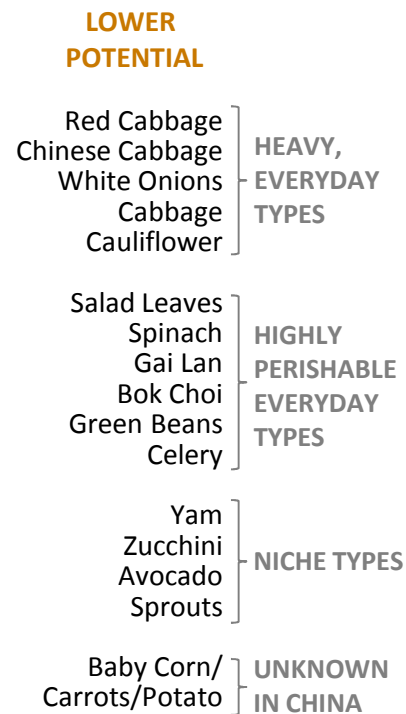 LOWER
POTENTIAL
Red Cabbage
Chinese Cabbage
White Onions
Cabbage
Cauliflower
HEAVY,
EVERYDAY
TYPES
Salad Leaves
Spinach
Gai Lan
Bok Choi
Green Beans
Celery
HIGHLY
PERISHABLE
EVERYDAY
TYPES
Yam
Zucchini
Avocado
Sprouts
NICHE TYPES
Baby Corn/
Carrots/Potato
UNKNOWN
IN CHINA